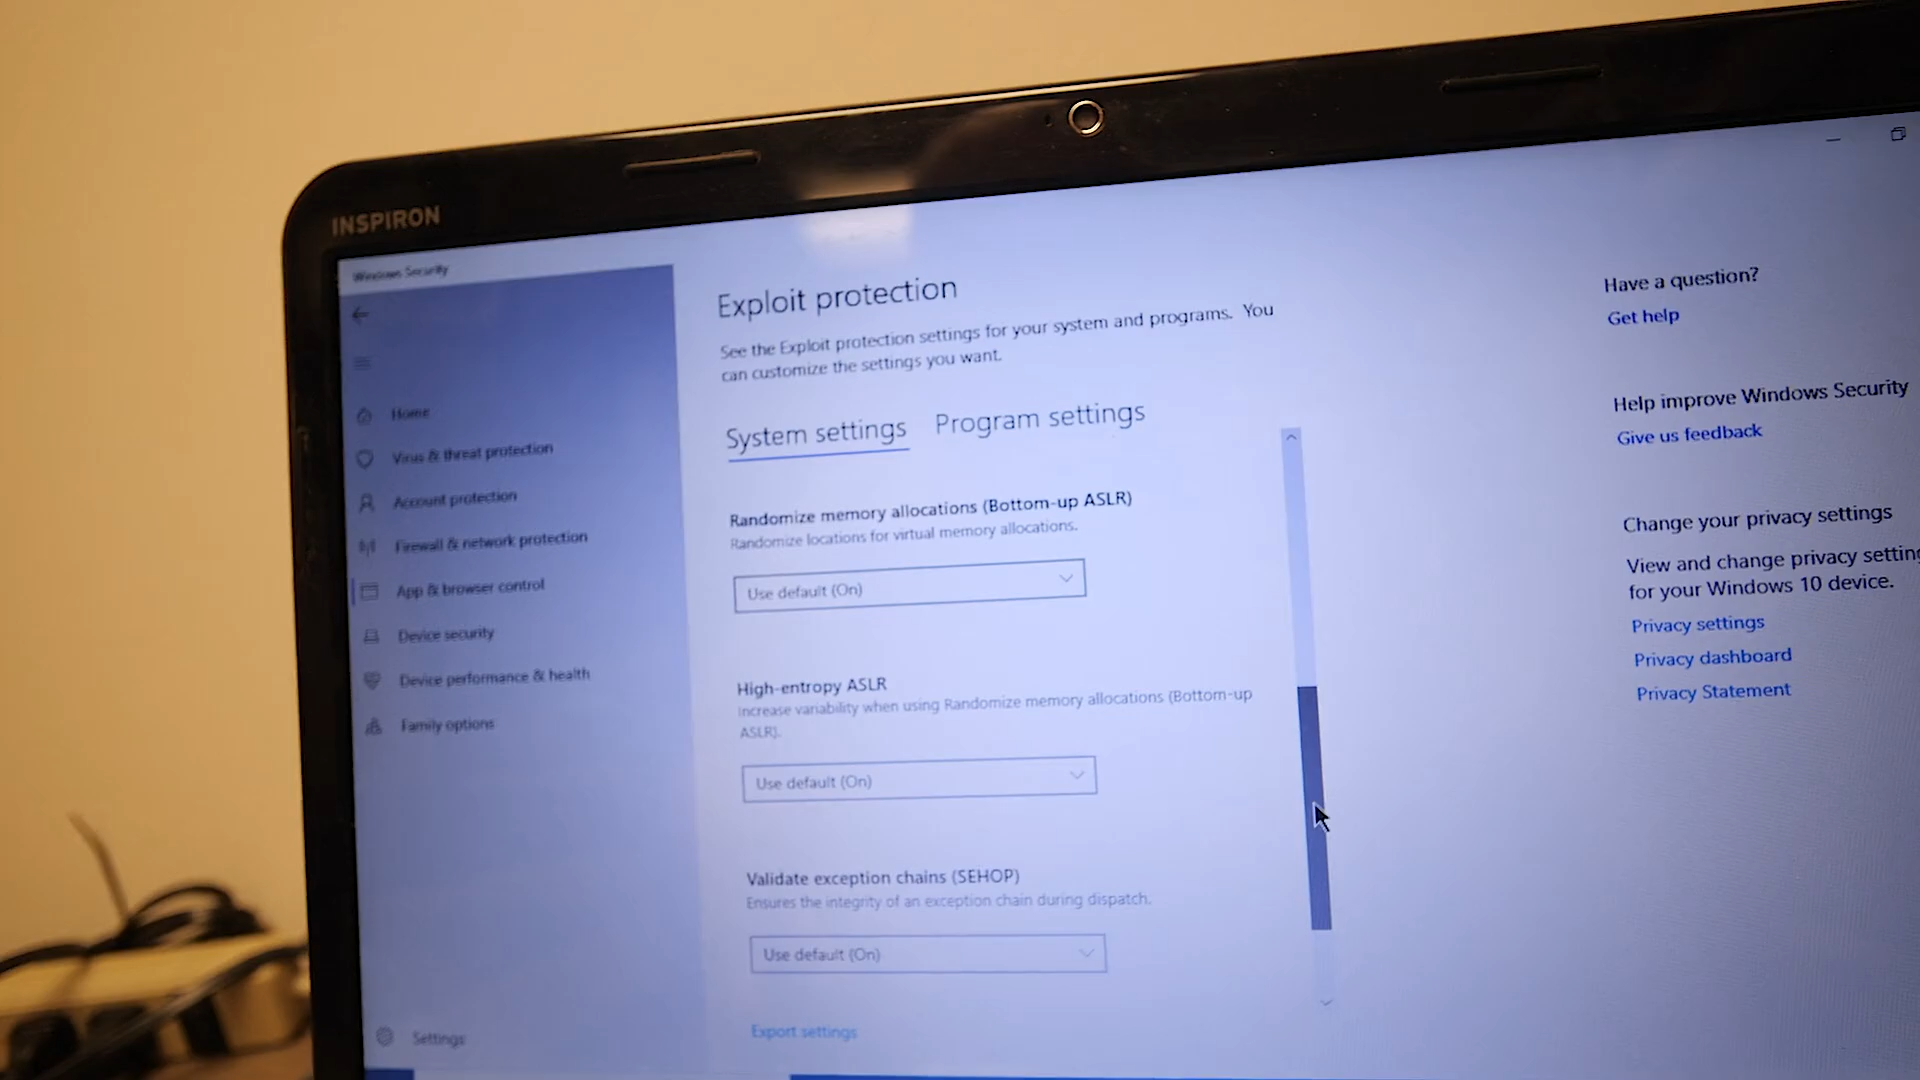 INSPIRON
Windows Security
Home
Virus & threat protection
Account protection
Firewall & network protection
App & browser control
Device security
Device performance & health
Family options
Settings
Exploit protection
See the Exploit protection settings for your system and programs. You
can customize the settings you want.
System settings Program settings
Randomize memory allocations (Bottom-up ASLR)
Randomize locations for virtual memory allocations.
Use default (On)
High-entropy ASLR
Increase variability when using Randomize memory allocations (Bottom-up
ASLR).
Use default (On)
Validate exception chains (SEHOP)
Ensures the integrity of an exception chain during dispatch.
Use default (On)
Export settings
Have a question?
Get help
Help improve Windows Security
Give us feedback
Change your privacy settings
View and change privacy setting
for your Windows 10 device.
Privacy settings
Privacy dashboard
Privacy Statement